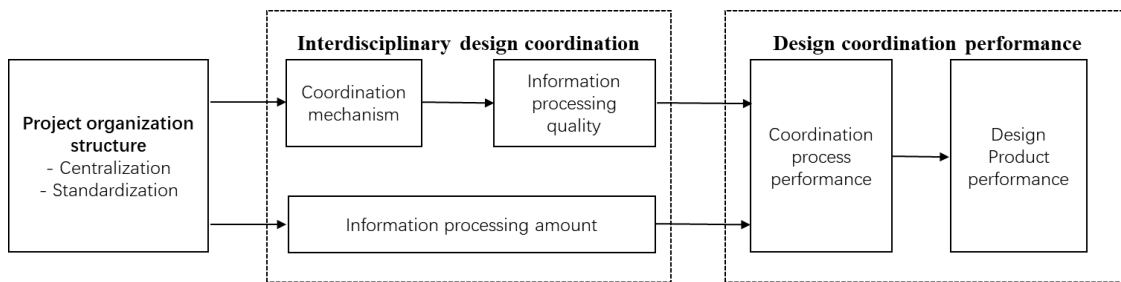 Interdisciplinary design coordination
Design coordination performance
Project organization
structure
- Centralization
- Standardization
Coordination
mechanism
Information
processing
quality
Information processing amount
Coordination
process
performance
Design
Product
performance